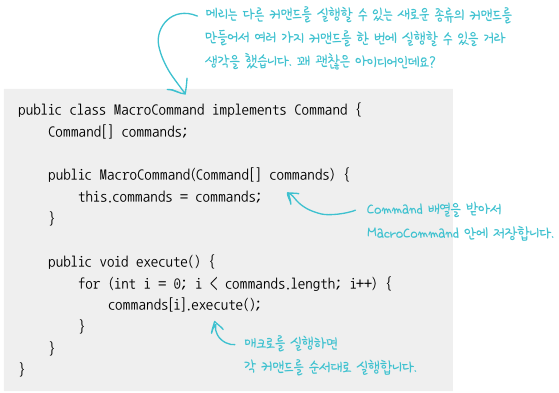 메리는 다른 커맨드를 실행할 수 있는 새로운 종류의 커맨드를
만들어서 여러 가지 커맨드를 한 번에 실행할 수 있을 거라
생각을 했습니다. 꽤 괜찮은 아이디어인데요?
public class MacroCommand implements Command {
Command[] commands;
public MacroCommand(Command[] commands) {
this.commands = commands;
}
Command 배열을 받아서
MacroCommand 안에 저장합니다.
public void execute() {
for (int i = 0; i < commands.length; i++) {
commands[i].execute();
}
매크로를 실행하면
각 커맨드를 순서대로 실행합니다.
}
}